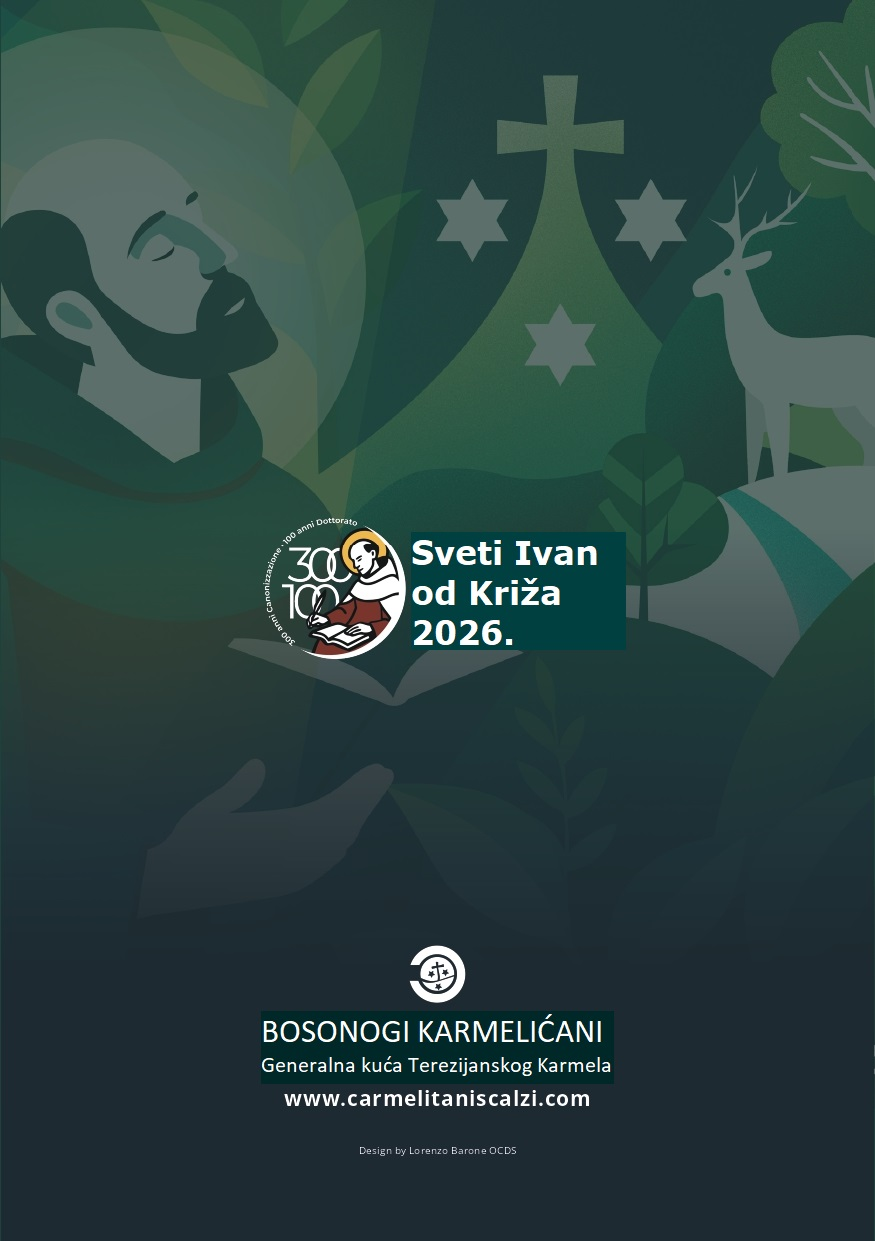 300 anni Canonizzazione - 100 anni Dottorato
300
100
Sveti Ivan
od Križa
2026.
BOSONOGI KARMELIĆANI
Generalna kuća Terezijanskog Karmela
www.carmelitaniscalzi.com
Design by Lorenzo Barone OCDS